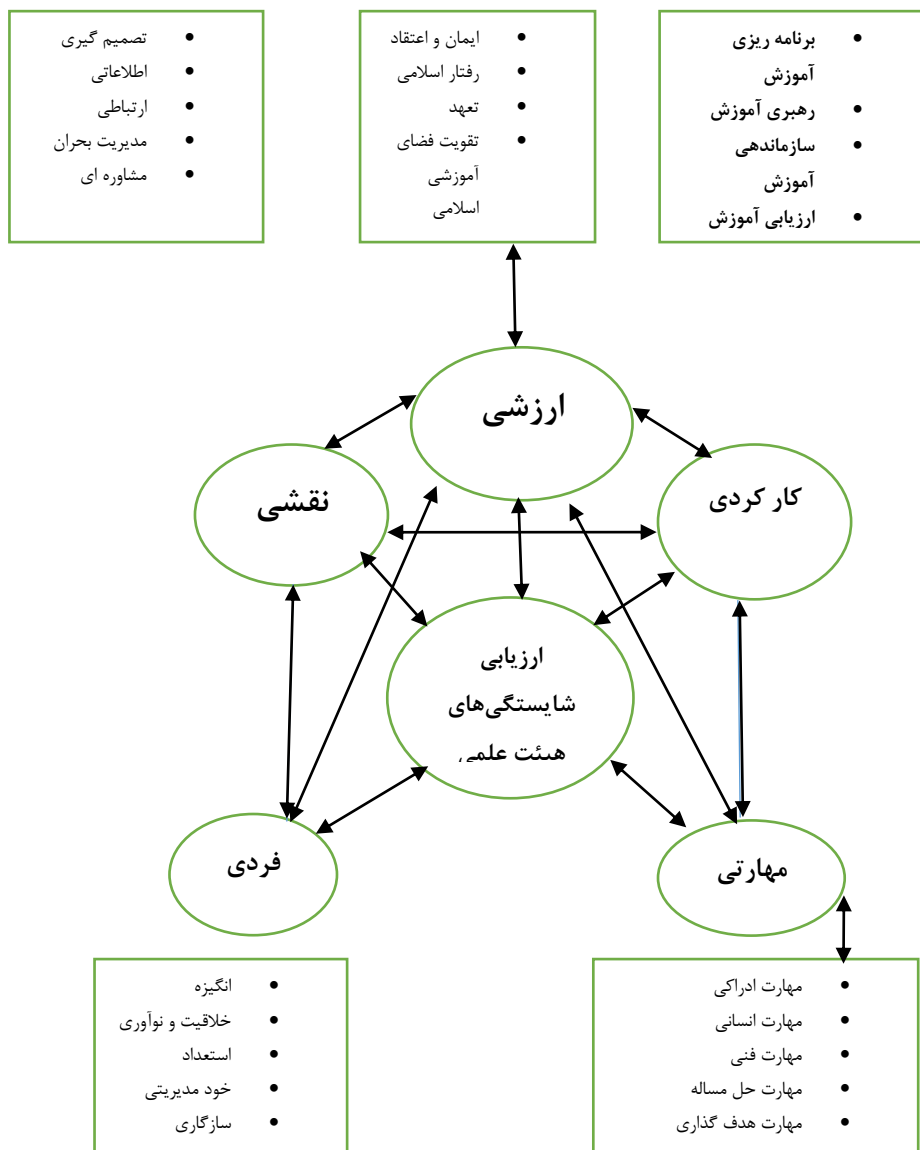 • برنامه ریزی
آموزش
• رهبری آموزش
• سازماندهی
آموزش
• ارزیابی آموزش
• ایمان و اعتقاد
• رفتار اسلامی
• تعهد
• تقویت فضای
آموزشی
اسلامی
• تصمیم گیری
• اطلاعاتی
• ارتباطی
• مدیریت بحران
• مشاوره ای
ارزشی
کار کردی
نقشی
ارزیابی
شایستگی‌های
هیئت علمی
مهارتی
فردی
• مهارت ادراکی
• مهارت انسانی
• مهارت فنی
• مهارت حل مساله
• مهارت هدف گذاری
• انگیزه
• خلاقیت و نوآوری
• استعداد
• خود مدیریتی
• سازگاری